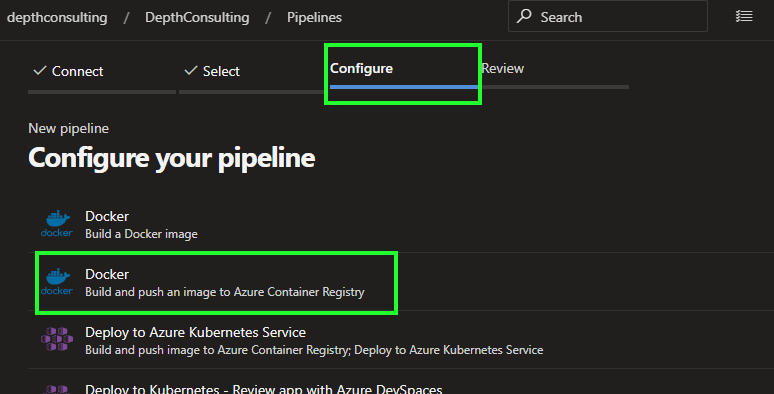 depthconsulting / DepthConsulting / Pipelines
Search
Connect
Select
Configure
Review
New pipeline
Configure your pipeline
docker
Docker
Build a Docker image
docker
Docker
Build and push an image to Azure Container Registry
Deploy to Azure Kubernetes Service
Build and push image to Azure Container Registry; Deploy to Azure Kubernetes Service
Deploy to Kubernetes - Review app with Azure DevSpaces